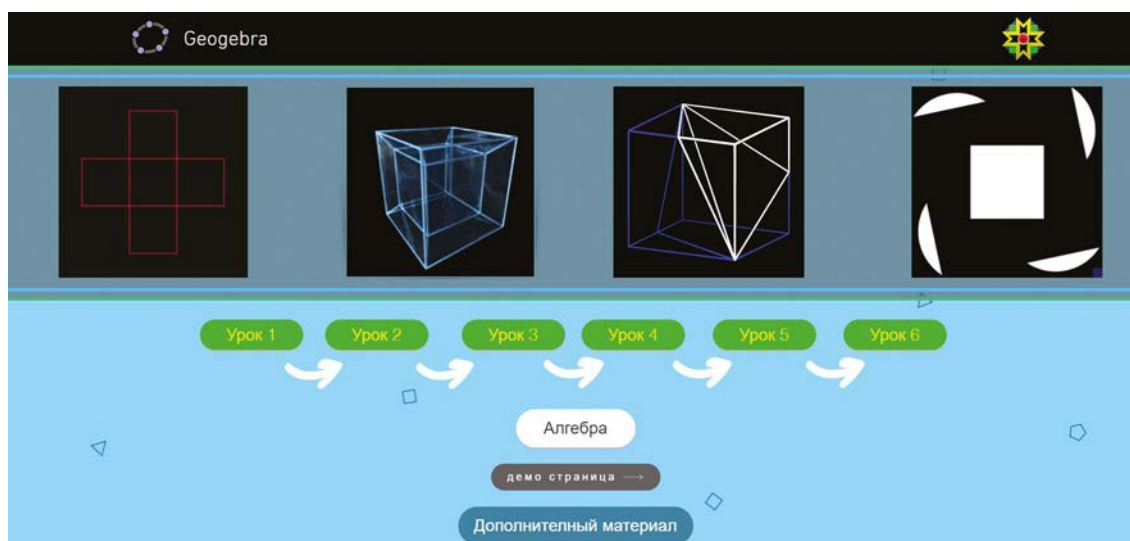 Geogebra
Урок 1 Урок 2 Урок 3 Урок 4 Урок 5 Урок 6
Алгебра
демо страница →
Дополнителный материал